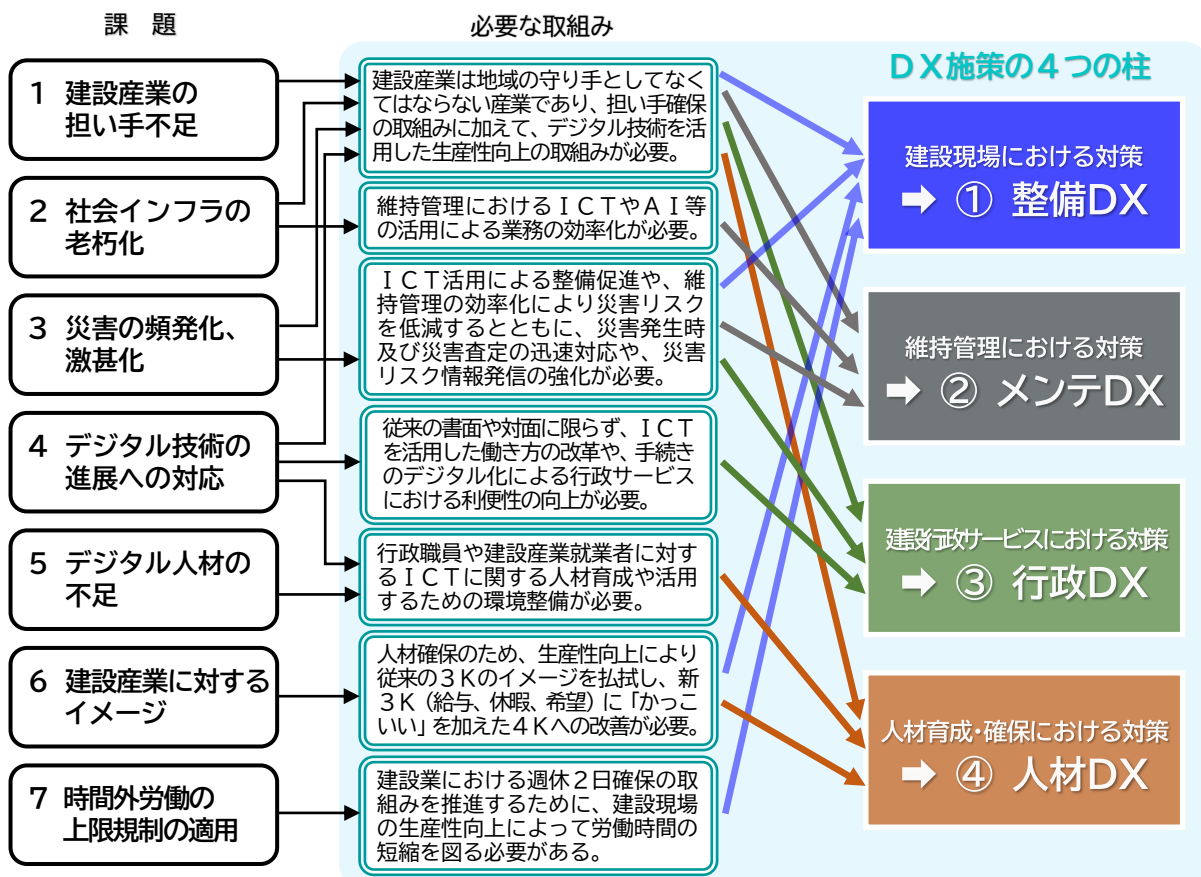 課 題
必要な取組み
DX施策の4つの柱
1 建設産業の
担い手不足
2 社会インフラの
老朽化
3 災害の頻発化、
激甚化
4 デジタル技術の
進展への対応
5 デジタル人材の
不足
6 建設産業に対する
イメージ
7 時間外労働の
上限規制の適用
建設産業は地域の守り手としてなく
てはならない産業であり、担い手確保
の取組みに加えて、デジタル技術を活
用した生産性向上の取組みが必要。
維持管理におけるICTやAI等
の活用による業務の効率化が必要。
ICT活用による整備促進や、維
持管理の効率化により災害リスク
を低減するとともに、災害発生時
及び災害査定の迅速対応や、災害
リスク情報発信の強化が必要。
従来の書面や対面に限らず、ICT
を活用した働き方の改革や、手続き
のデジタル化による行政サービス
における利便性の向上が必要。
行政職員や建設産業就業者に対す
るICTに関する人材育成や活用
するための環境整備が必要。
人材確保のため、生産性向上により
従来の3Kのイメージを払拭し、新
3K(給与、休暇、希望)に「かっこ
いい」を加えた4Kへの改善が必要。
建設業における週休2日確保の取
組みを推進するために、建設現場
の生産性向上によって労働時間の
短縮を図る必要がある。
建設現場における対策
➡ ① 整備DX
維持管理における対策
➡ ② メンテDX
建設行政サービスにおける対策
➡ ③ 行政DX
人材育成・確保における対策
➡ ④ 人材DX